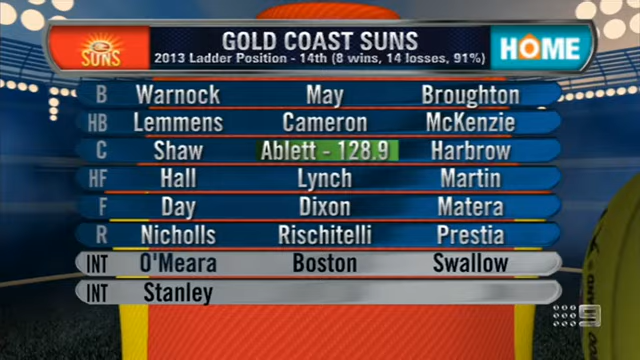 SUNS
GOLD COAST SUNS
2013 Ladder Position - 14th (8 wins, 14 losses, 91%)
HOME
B Warnock May Broughton
HB Lemmens Cameron McKenzie
C Shaw Ablett - 128.9 Harbrow
HF Hall Lynch Martin
F Day Dixon Matera
R Nicholls Rischitelli Prestia
INT O'Meara Boston Swallow
INT Stanley
9